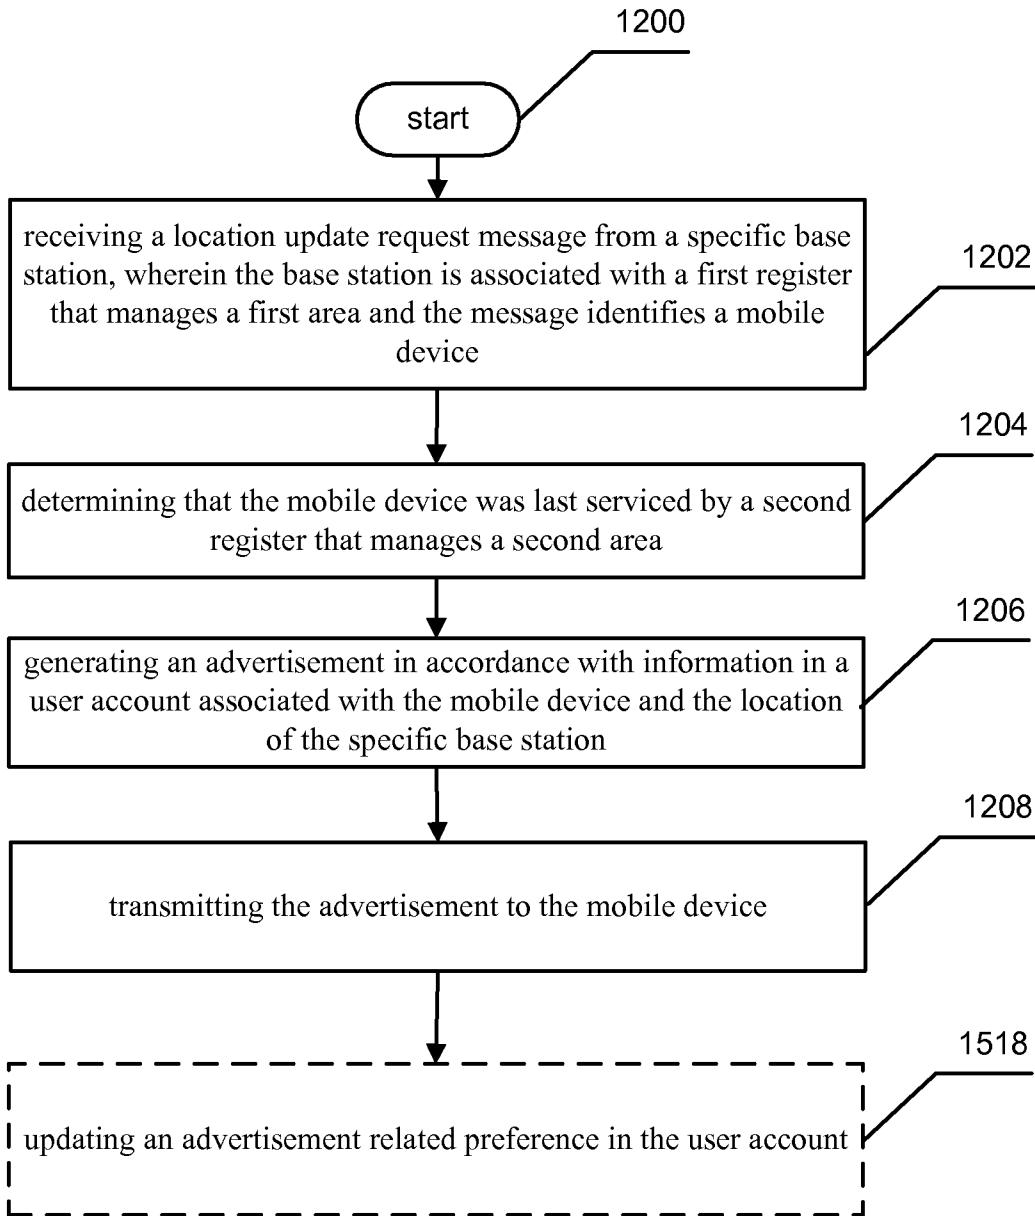 1200
start
receiving a location update request message from a specific base
station, wherein the base station is associated with a first register
that manages a first area and the message identifies a mobile
device
1202
determining that the mobile device was last serviced by a second
register that manages a second area
1204
generating an advertisement in accordance with information in a
user account associated with the mobile device and the location
of the specific base station
1206
transmitting the advertisement to the mobile device
1208
updating an advertisement related preference in the user account
1518